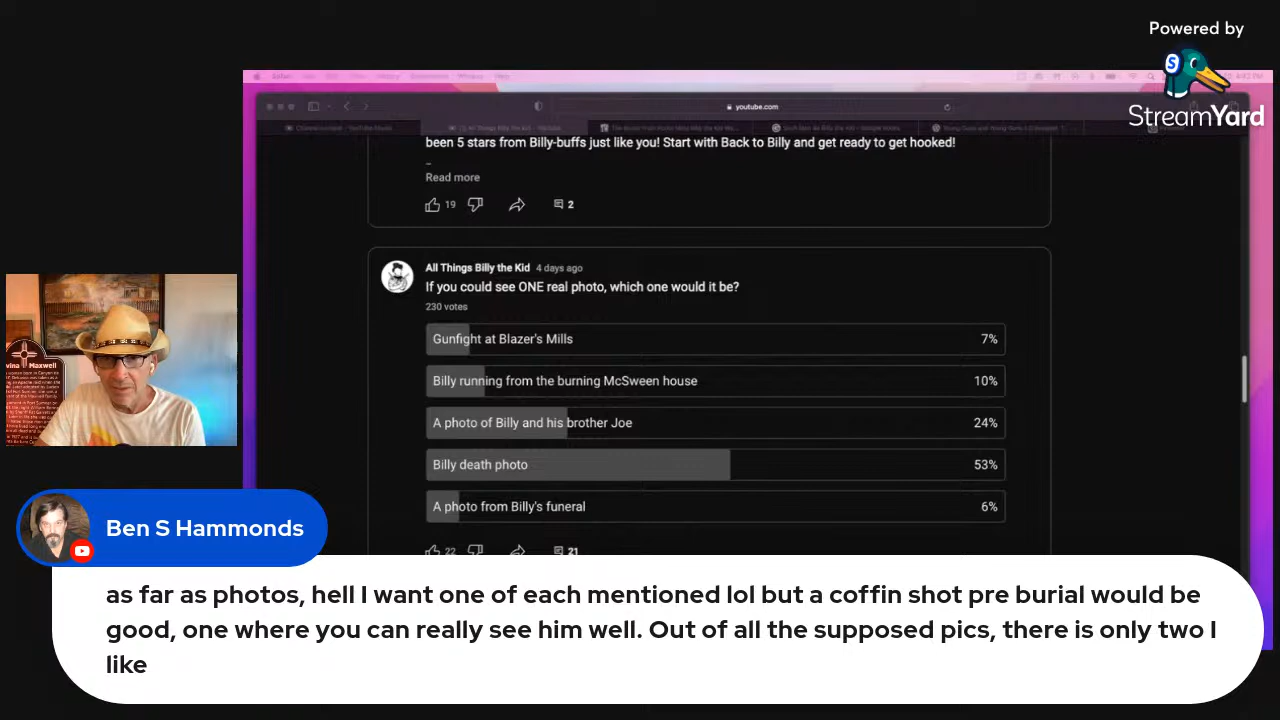 Powered by
StreamYard
youtube.com
been 5 stars from Billy-buffs just like you! Start with Back to Billy and get ready to get hooked!
Read more
19
2
All Things Billy the Kid 4 days ago
If you could see ONE real photo, which one would it be?
230 votes
Gunfight at Blazer's Mills 7%
Billy running from the burning McSween house 10%
A photo of Billy and his brother Joe 24%
Billy death photo 53%
A photo from Billy's funeral 6%
22
21
Maxwell
Ben S Hammonds
as far as photos, hell I want one of each mentioned lol but a coffin shot pre burial would be
good, one where you can really see him well. Out of all the supposed pics, there is only two I
like